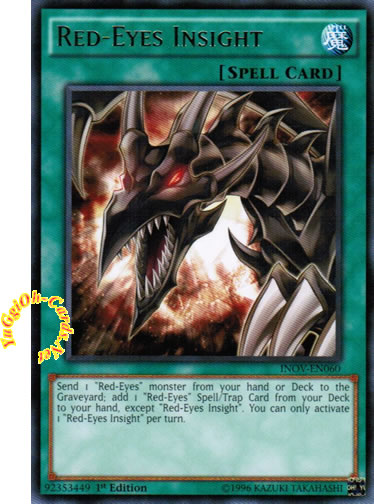 RED-EYES INSIGHT
魔
[SPELL CARD]
YuGgiOh-Cards.Net
INOV-EN060
Send 1 "Red-Eyes" monster from your hand or Deck to the
Graveyard; add 1 "Red-Eyes" Spell/Trap Card from your Deck
to your hand, except "Red-Eyes Insight". You can only activate
1 "Red-Eyes Insight" per turn.
92353449 1st Edition ©1996 KAZUKI TAKAHASHI